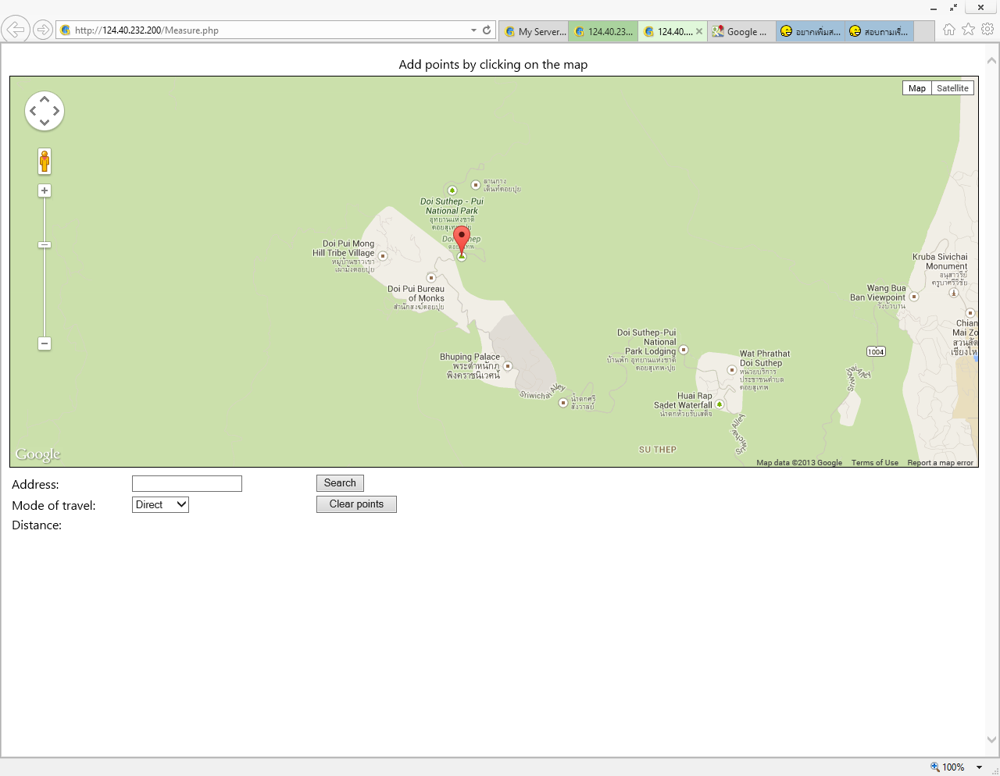 http://124.40.232.200/Measure.php
My Server...
124.40.23...
124.40....
Google ...
อยากเพิ่มส...
สอบถามเรื่...
Add points by clicking on the map
Map
Satellite
ลานกาง
เต็นท์ดอยปุย
Doi Suthep - Pui
National Park
อุทยานแห่งชาติ
ดอยสุเทพ-ปุย
Doi Suthep
ดอยสุเทพ
Doi Pui Mong
Hill Tribe Village
หมู่บ้านชาวเขา
เผ่าม้งดอยปุย
Doi Pui Bureau
of Monks
สำนักสงฆ์ดอยปุย
Kruba Sivichai
Monument
อนุสาวรีย์
ครูบาศรีวิชัย
Wang Bua
Ban Viewpoint
วังบัวบาน
Chian
Mai Zo
สวนสัต
เชียงให
1004
Doi Suthep-Pui
National
Park Lodging
บ้านพัก อุทยานแห่งชาติ
ดอยสุเทพ-ปุย
Wat Phrathat
Doi Suthep
หน่วยบริการ
ประชาชนตำบล
ดอยสุเทพ
Bhuping Palace
พระตำหนักภู
พิงคราชนิเวศน์
Sriwichai Alley
น้ำตกศรี
สังวาลย์
Huai Rap
Sadet Waterfall
น้ำตกห้วยรับเสด็จ
SU THEP
Google
Map data ©2013 Google
Terms of Use
Report a map error
Address:
Search
Mode of travel:
Direct
Clear points
Distance:
100%